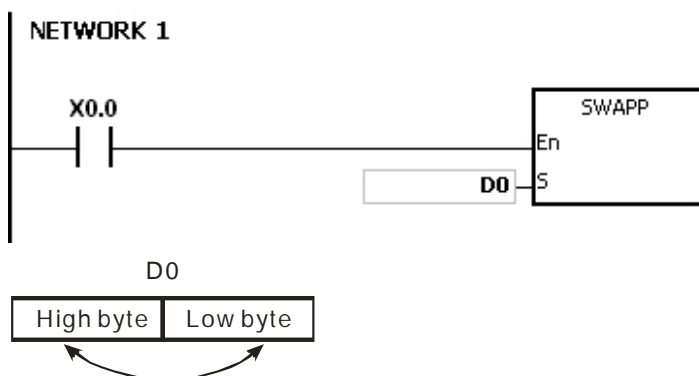 NETWORK 1
X0.0
SWAPP
En
D0 S
D0
High byte Low byte